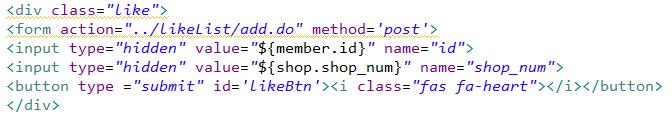 <div class="like">
<form action="../likeList/add.do" method='post'>
<input type="hidden" value="${member.id}" name="id">
<input type="hidden" value="${shop.shop_num}" name="shop_num">
<button type ="submit" id='likeBtn'><i class="fas fa-heart"></i></button>
</div>